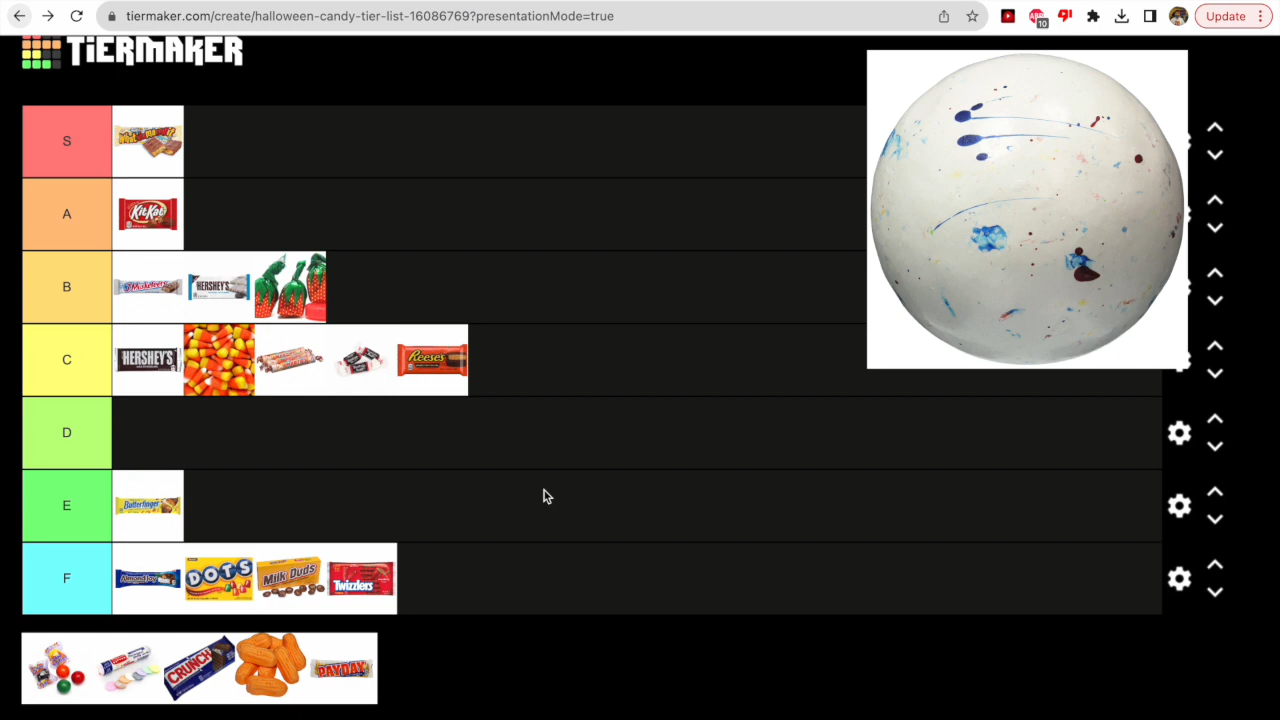 tiermaker.com/create/halloween-candy-tier-list-16086769?presentationMode=true
10
Update
TIERMAKER
S
A
KitKat
B
3 Musketeers
HERSHEY'S
C
HERSHEY'S
Reese's
D
E
Butterfinger
F
Almond Joy
DOTS
Milk Duds
Twizzlers
CRUNCH
PAYDAY